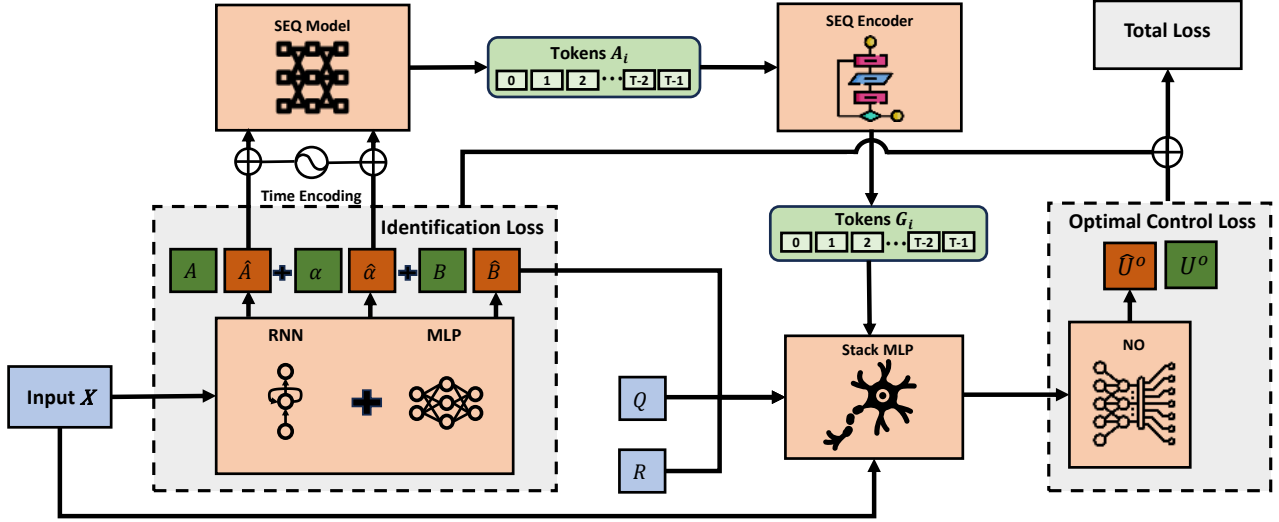 SEQ Model
SEQ Encoder
Total Loss
Tokens A_i
0 1 2 ... T-2 T-1
Time Encoding
Identification Loss
Tokens G_i
0 1 2 ... T-2 T-1
Optimal Control Loss
A Â + α α̂ + B B̂
Û^o U^o
RNN
MLP
Stack MLP
NO
Input X
+
Q
R